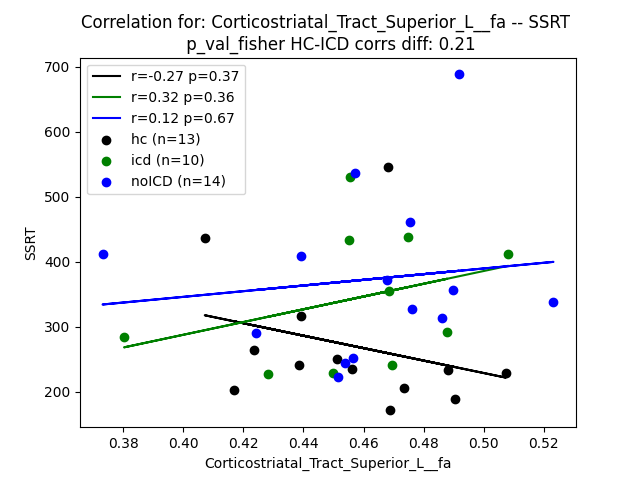 Correlation for: Corticostriatal_Tract_Superior_L__fa -- SSRT
p_val_fisher HC-ICD corrs diff: 0.21
r=-0.27 p=0.37
r=0.32 p=0.36
r=0.12 p=0.67
hc (n=13)
icd (n=10)
noICD (n=14)
700
600
500
400
300
200
SSRT
0.38 0.40 0.42 0.44 0.46 0.48 0.50 0.52
Corticostriatal_Tract_Superior_L__fa